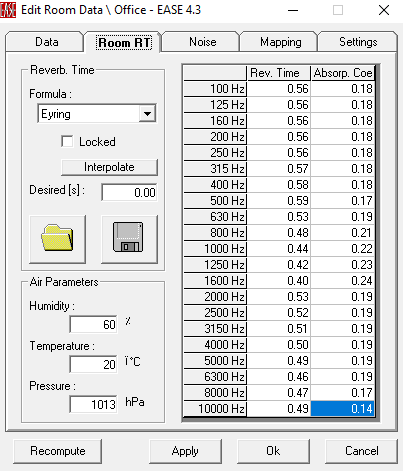 EASE Edit Room Data \ Office - EASE 4.3
Data Room RT Noise Mapping Settings
Reverb. Time
Formula :
Eyring
Locked
Interpolate
Desired [s] : 0.00
Air Parameters
Humidity :
60 %
Temperature :
20 Ï°C
Pressure :
1013 hPa
Rev. Time Absorp. Coe
100 Hz 0.56 0.18
125 Hz 0.56 0.18
160 Hz 0.56 0.18
200 Hz 0.56 0.18
250 Hz 0.56 0.18
315 Hz 0.57 0.18
400 Hz 0.58 0.18
500 Hz 0.59 0.17
630 Hz 0.53 0.19
800 Hz 0.48 0.21
1000 Hz 0.44 0.22
1250 Hz 0.42 0.23
1600 Hz 0.40 0.24
2000 Hz 0.53 0.19
2500 Hz 0.52 0.19
3150 Hz 0.51 0.19
4000 Hz 0.50 0.19
5000 Hz 0.49 0.19
6300 Hz 0.46 0.19
8000 Hz 0.47 0.17
10000 Hz 0.49 0.14
Recompute Apply Ok Cancel